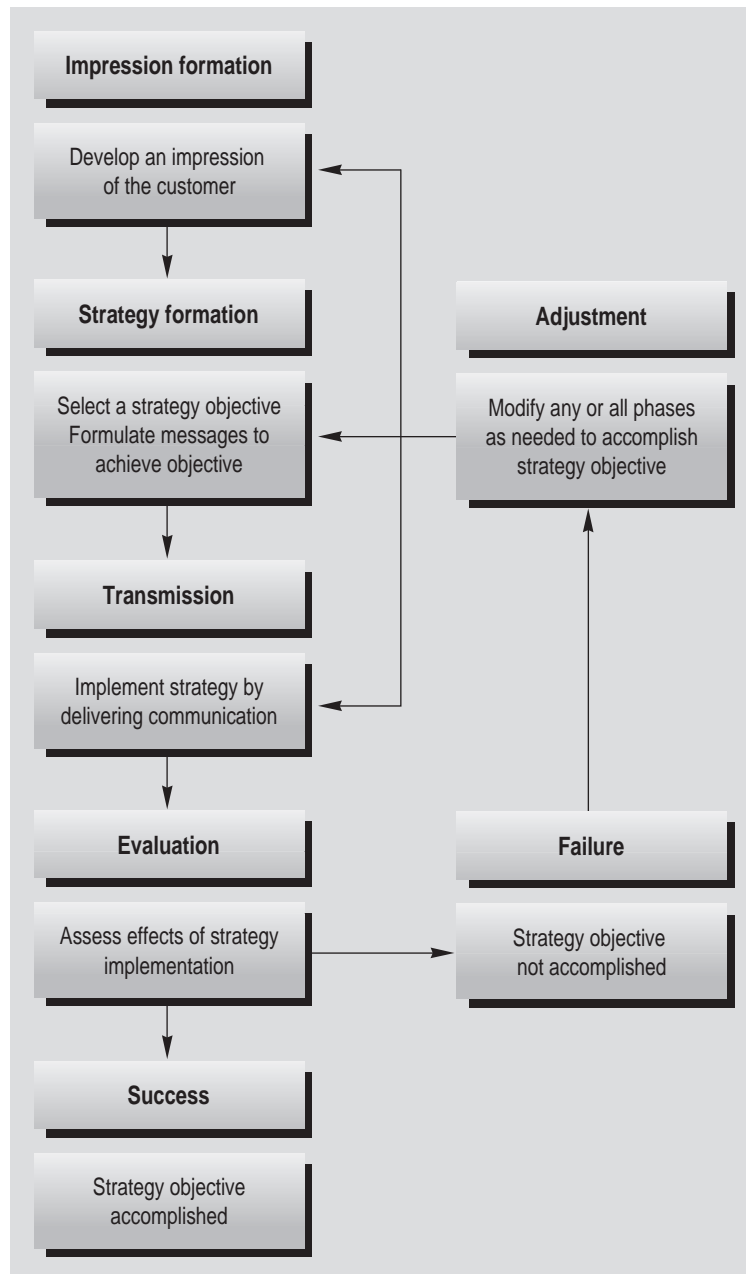 Impression formation
Develop an impression
of the customer
Strategy formation
Select a strategy objective
Formulate messages to
achieve objective
Transmission
Implement strategy by
delivering communication
Evaluation
Assess effects of strategy
implementation
Success
Strategy objective
accomplished
Adjustment
Modify any or all phases
as needed to accomplish
strategy objective
Failure
Strategy objective
not accomplished